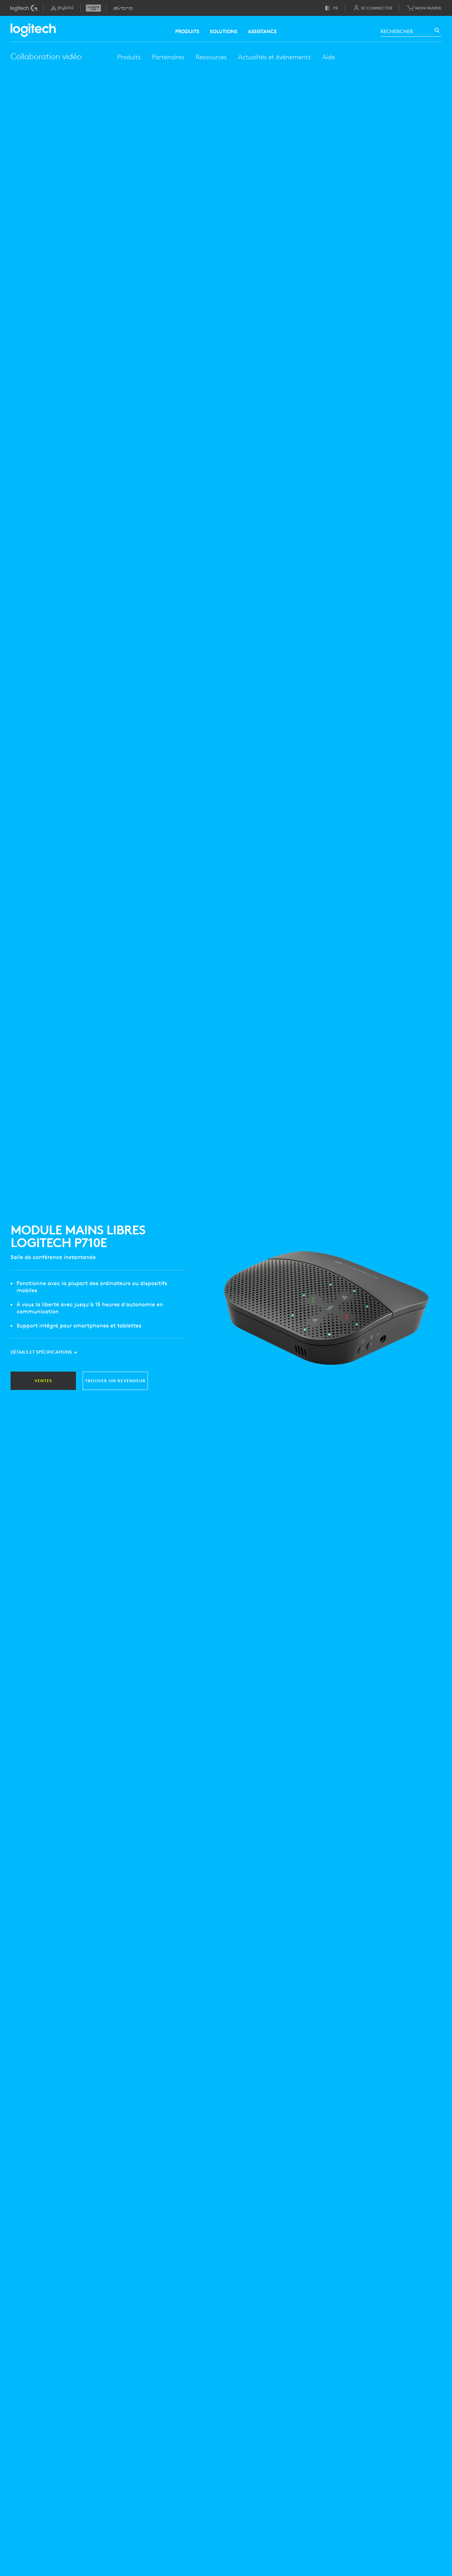 logitech G
jaybird
ULTIMATE EARS
ASTRO
FR
SE CONNECTER
MON PANIER
logitech
PRODUITS
SOLUTIONS
ASSISTANCE
RECHERCHER
Collaboration vidéo
Produits
Partenaires
Ressources
Actualités et événements
Aide
MODULE MAINS LIBRES
LOGITECH P710E
Salle de conférence instantanée
Fonctionne avec la plupart des ordinateurs ou dispositifs
mobiles
À vous la liberté avec jusqu'à 15 heures d'autonomie en
communication
Support intégré pour smartphones et tablettes
DÉTAILS ET SPÉCIFICATIONS
VENTES
TROUVER UN REVENDEUR